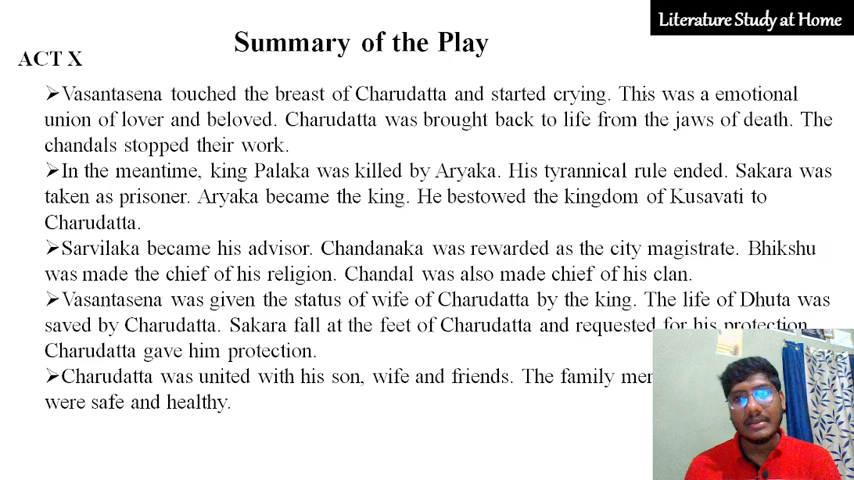 Literature Study at Home
Summary of the Play
ACT X
➢Vasantasena touched the breast of Charudatta and started crying. This was a emotional
union of lover and beloved. Charudatta was brought back to life from the jaws of death. The
chandals stopped their work.
➢In the meantime, king Palaka was killed by Aryaka. His tyrannical rule ended. Sakara was
taken as prisoner. Aryaka became the king. He bestowed the kingdom of Kusavati to
Charudatta.
➢Sarvilaka became his advisor. Chandanaka was rewarded as the city magistrate. Bhikshu
was made the chief of his religion. Chandal was also made chief of his clan.
➢Vasantasena was given the status of wife of Charudatta by the king. The life of Dhuta was
saved by Charudatta. Sakara fall at the feet of Charudatta and requested for his protection
Charudatta gave him protection.
➢Charudatta was united with his son, wife and friends. The family
were safe and healthy.